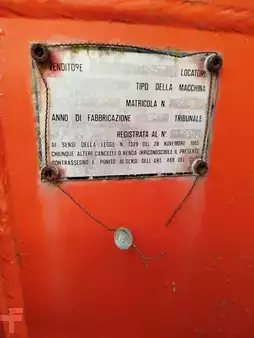 VENDITORE LOCATORE
TIPO DELLA MACCHINA
MATRICOLA N.
ANNO DI FABBRICAZIONE TRIBUNALE
REGISTRATA AL N.
AI SENSI DELLA LEGGE N. 1329 DEL 28 NOVEMBRE 1965
CHIUNQUE ALTERI CANCELLI O RENDA IRRICONOSCIBILE IL PRESENTE
CONTRASSEGNO E PUNITO AI SENSI DELL ART. 469 DEL